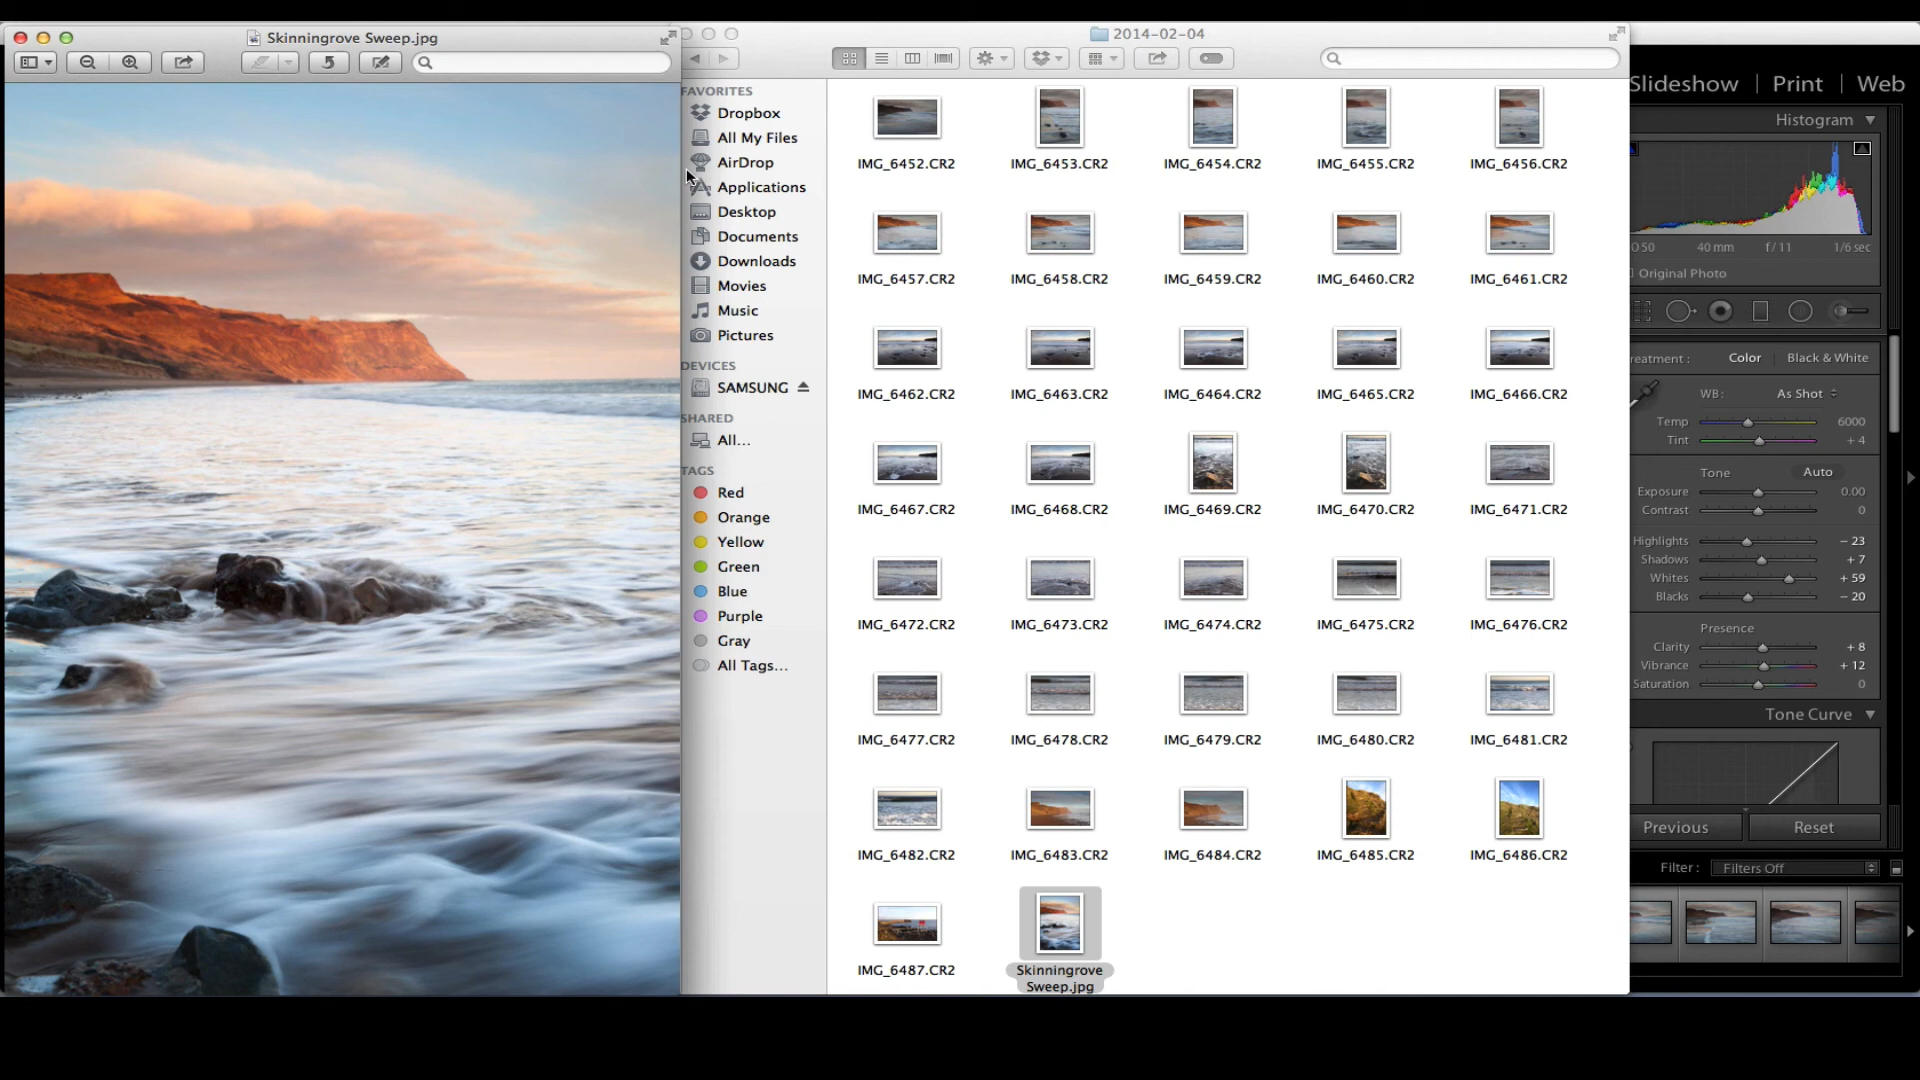 Skinningrove Sweep.jpg
2014-02-04
FAVORITES
Dropbox
All My Files
AirDrop
Applications
Desktop
Documents
Downloads
Movies
Music
Pictures
DEVICES
SAMSUNG
SHARED
All...
TAGS
Red
Orange
Yellow
Green
Blue
Purple
Gray
All Tags...
IMG_6452.CR2 IMG_6453.CR2 IMG_6454.CR2 IMG_6455.CR2 IMG_6456.CR2
IMG_6457.CR2 IMG_6458.CR2 IMG_6459.CR2 IMG_6460.CR2 IMG_6461.CR2
IMG_6462.CR2 IMG_6463.CR2 IMG_6464.CR2 IMG_6465.CR2 IMG_6466.CR2
IMG_6467.CR2 IMG_6468.CR2 IMG_6469.CR2 IMG_6470.CR2 IMG_6471.CR2
IMG_6472.CR2 IMG_6473.CR2 IMG_6474.CR2 IMG_6475.CR2 IMG_6476.CR2
IMG_6477.CR2 IMG_6478.CR2 IMG_6479.CR2 IMG_6480.CR2 IMG_6481.CR2
IMG_6482.CR2 IMG_6483.CR2 IMG_6484.CR2 IMG_6485.CR2 IMG_6486.CR2
IMG_6487.CR2 Skinningrove
Sweep.jpg
Slideshow | Print | Web
Histogram
O 50 40 mm f / 11 1/6 sec
Original Photo
reatment : Color Black & White
WB: As Shot
Temp 6000
Tint + 4
Tone Auto
Exposure 0.00
Contrast 0
Highlights − 23
Shadows + 7
Whites + 59
Blacks − 20
Presence
Clarity + 8
Vibrance + 12
Saturation 0
Tone Curve
Previous Reset
Filter : Filters Off